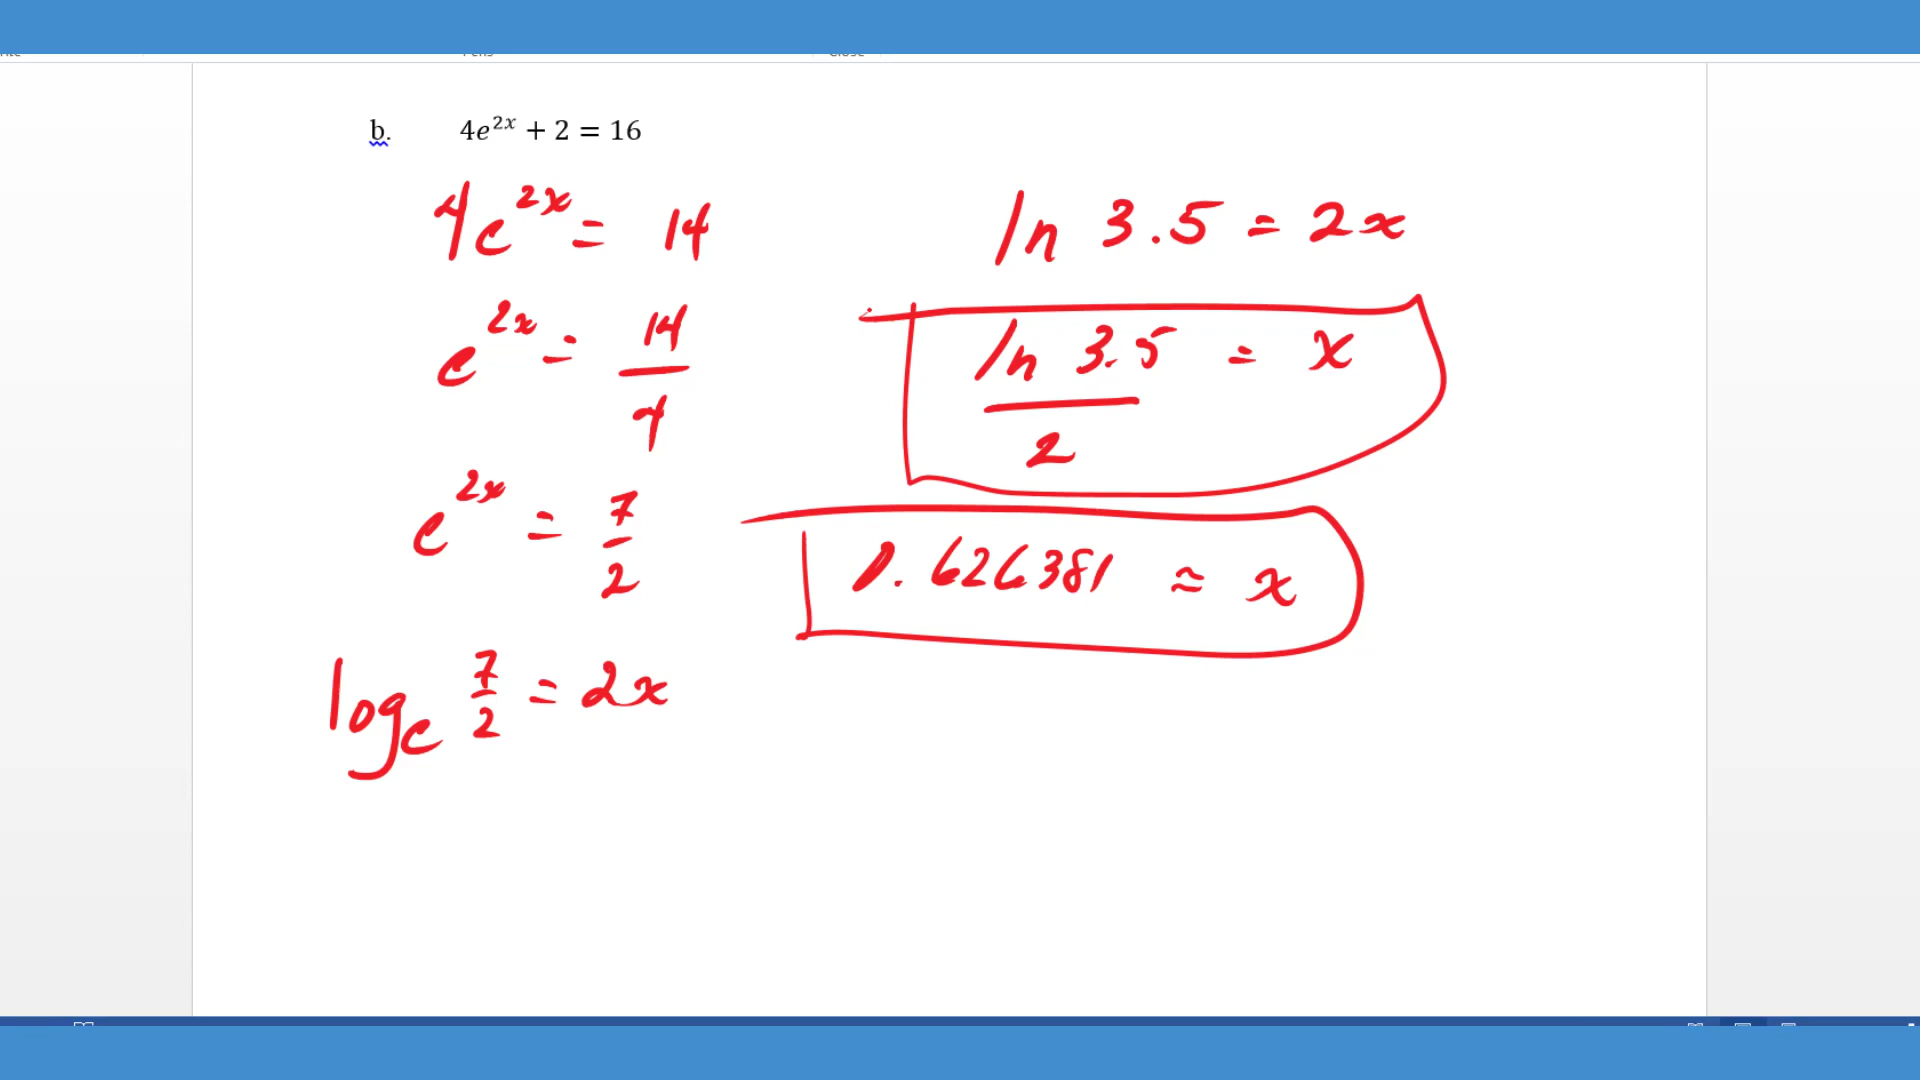 b. 4e^{2x} + 2 = 16
4e^{2x} = 14
e^{2x} = 14/4
e^{2x} = 7/2
log_e 7/2 = 2x
ln 3.5 = 2x
ln 3.5 / 2 = x
0.626381 ≈ x